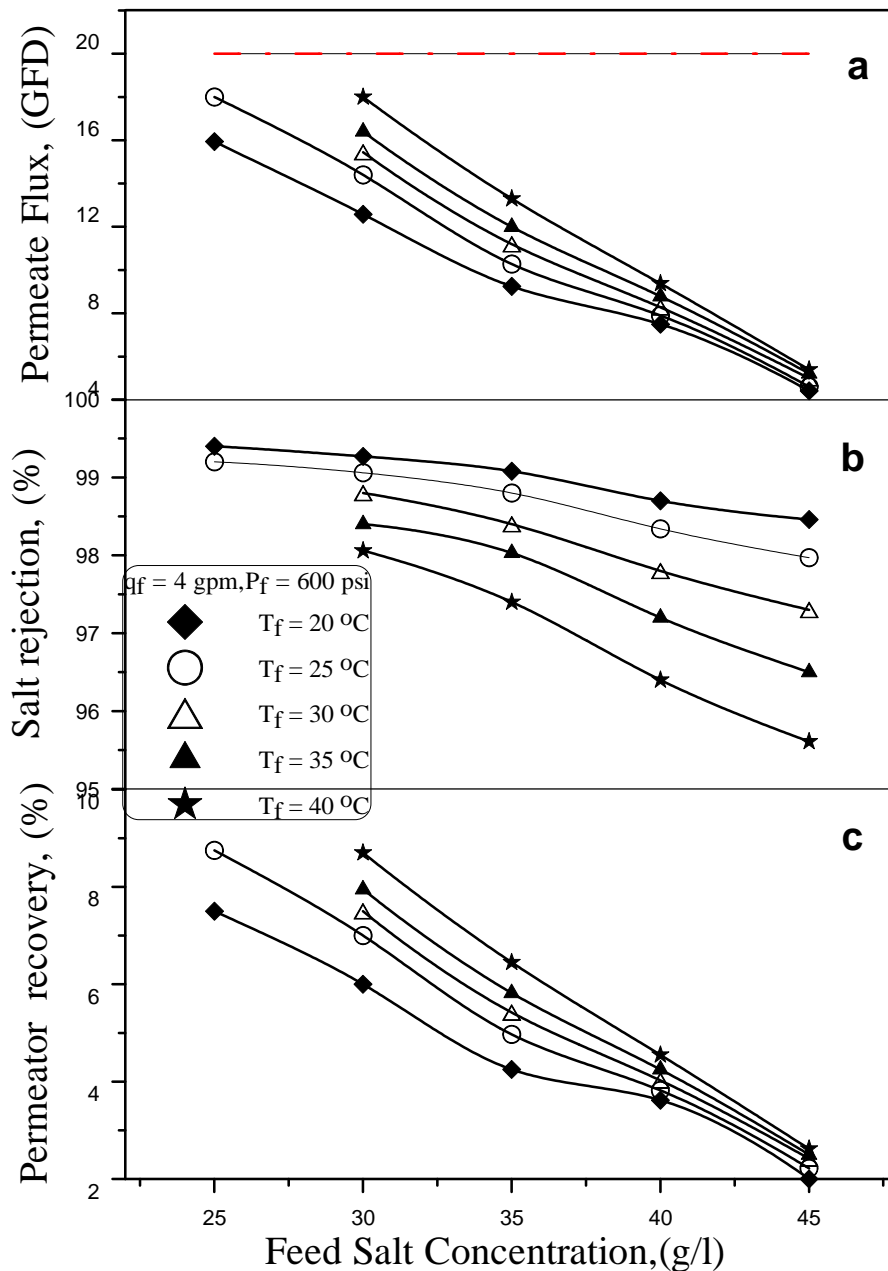 Permeate Flux, (GFD)
20
16
12
8
4
a
Salt rejection, (%)
100
99
98
97
96
95
b
qf = 4 gpm,Pf = 600 psi
Tf = 20 ºC
Tf = 25 ºC
Tf = 30 ºC
Tf = 35 ºC
Tf = 40 ºC
Permeator recovery, (%)
10
8
6
4
2
c
25 30 35 40 45
Feed Salt Concentration,(g/l)